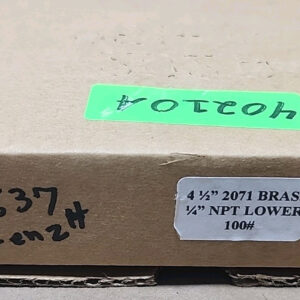 40210A
537
4 ½” 2071 BRAS
¼” NPT LOWER
100#